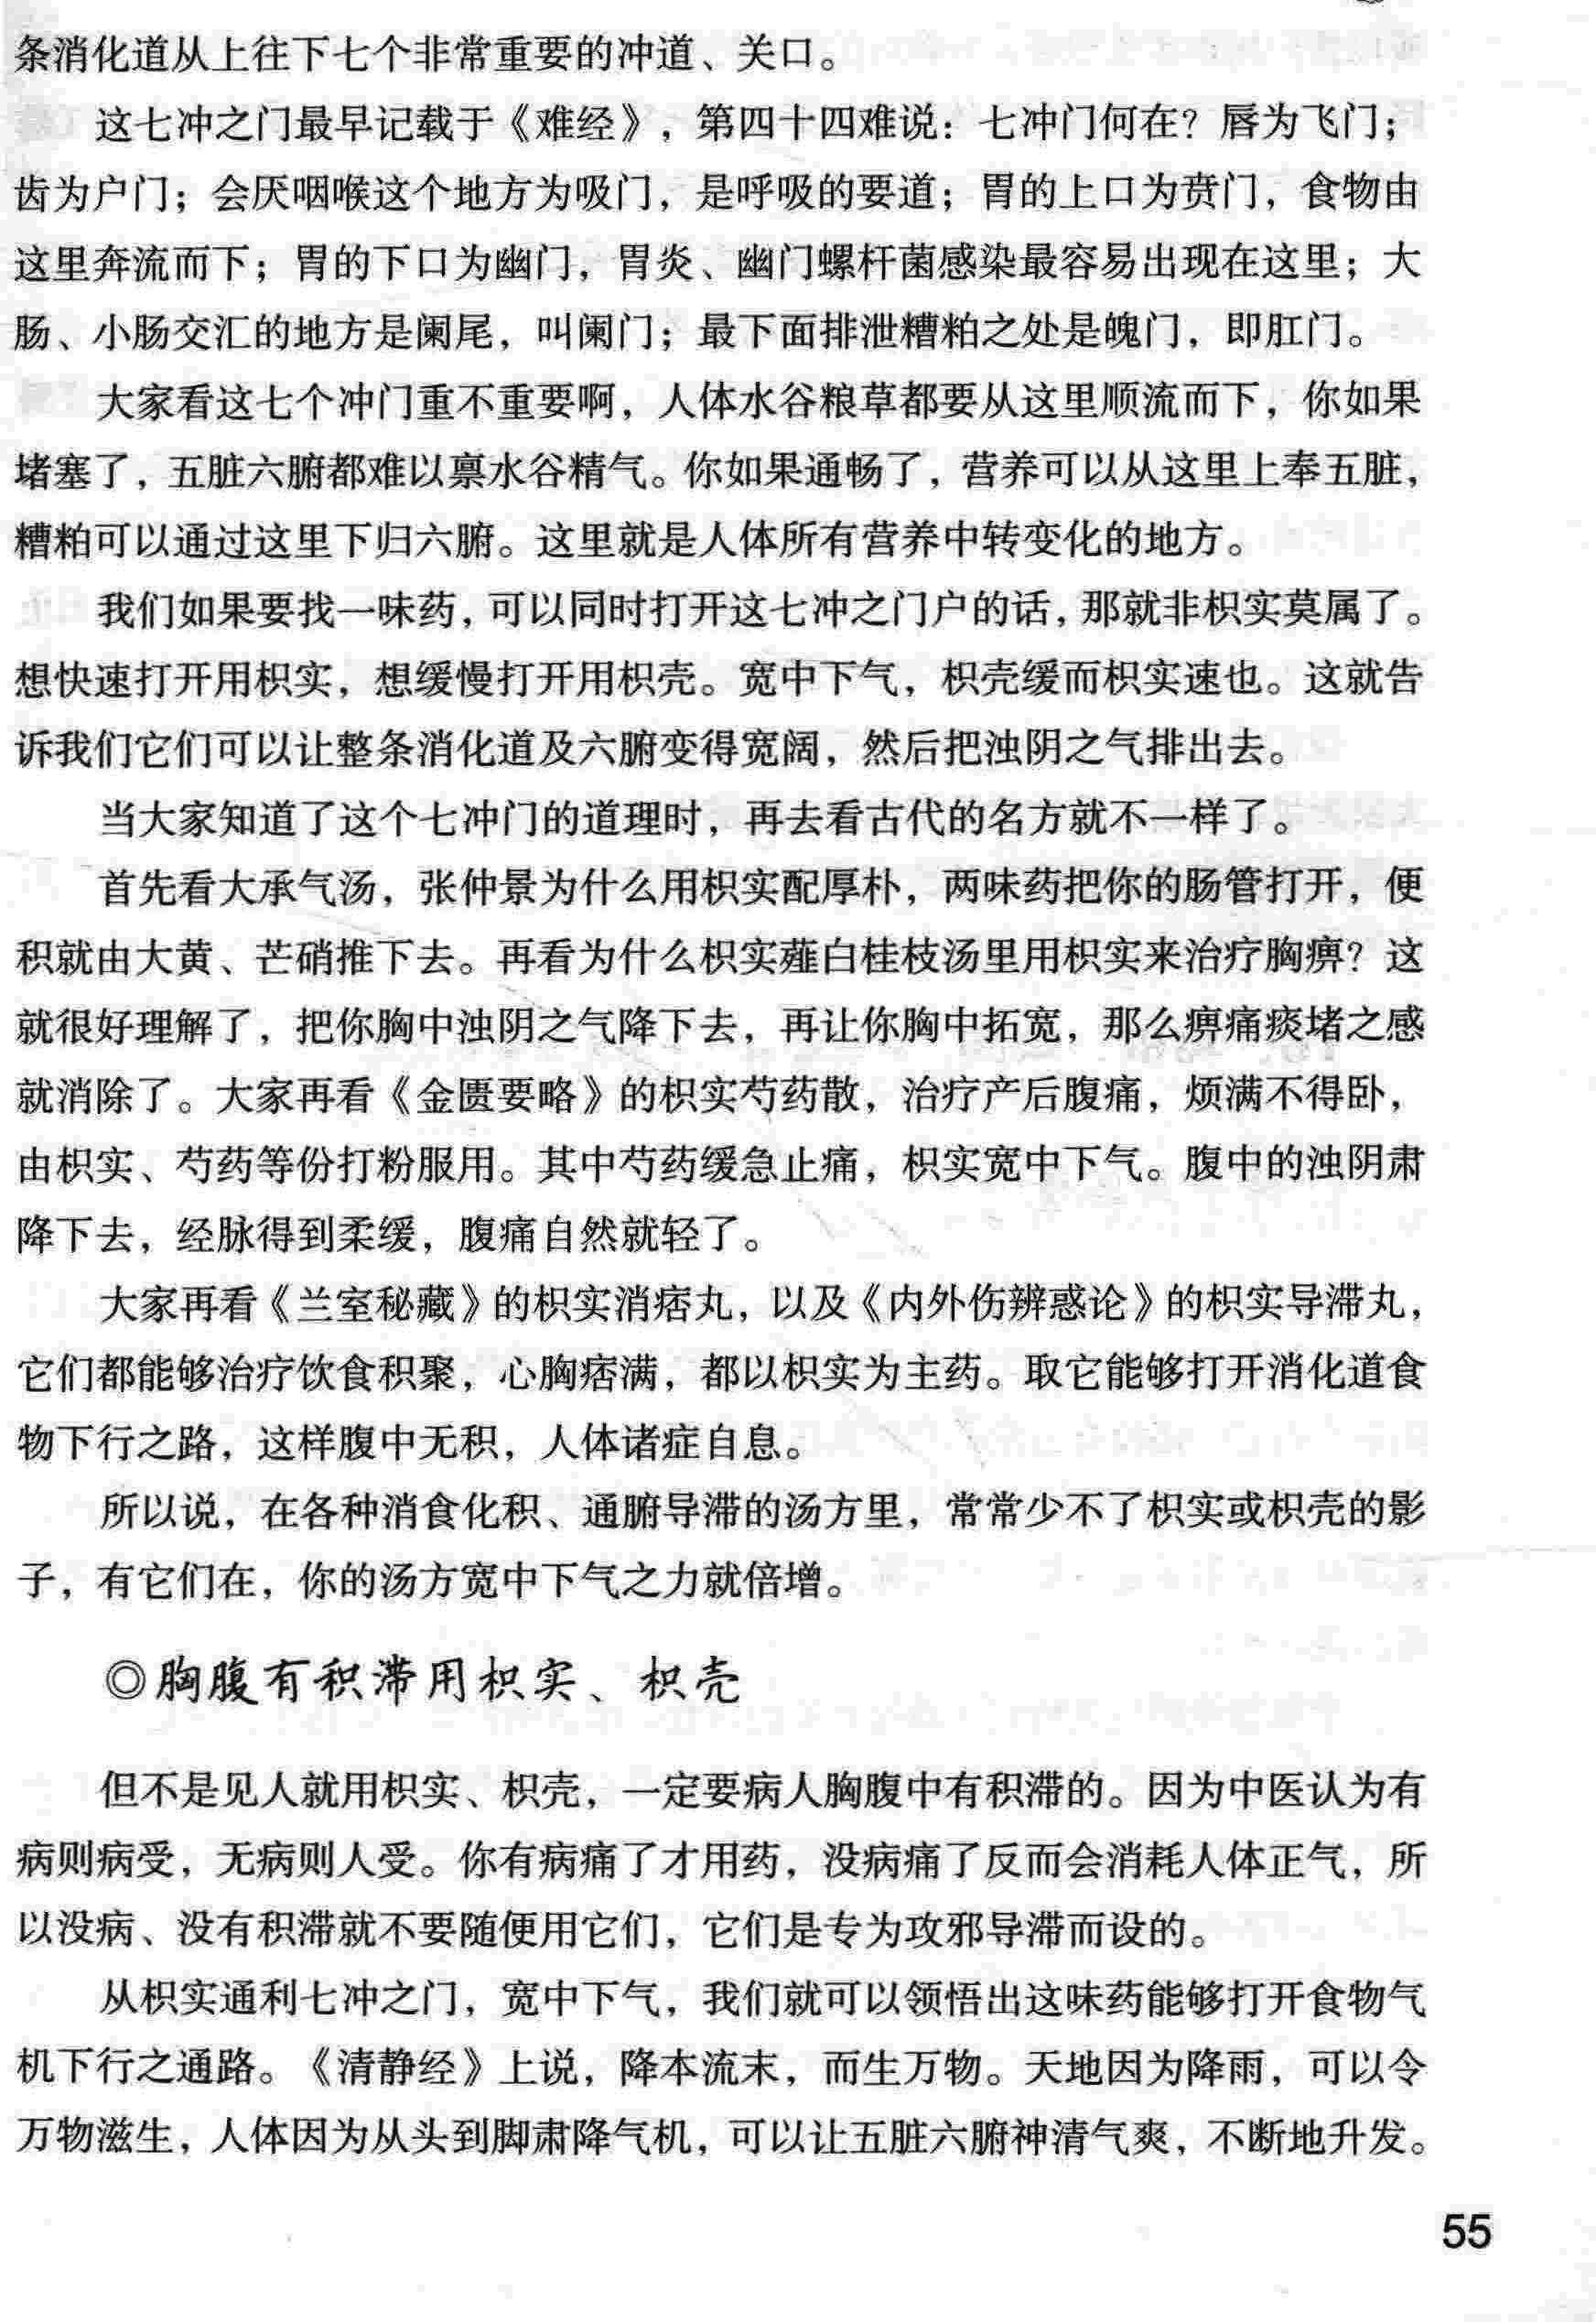 条消化道从上往下七个非常重要的冲道、关口。
这七冲之门最早记载于《难经》，第四十四难说：七冲门何在？唇为飞门；
齿为户门；会厌咽喉这个地方为吸门，是呼吸的要道；胃的上口为贲门，食物由
这里奔流而下；胃的下口为幽门，胃炎、幽门螺杆菌感染最容易出现在这里；大
肠、小肠交汇的地方是阑尾，叫阑门；最下面排泄糟粕之处是魄门，即肛门。
大家看这七个冲门重不重要啊，人体水谷粮草都要从这里顺流而下，你如果
堵塞了，五脏六腑都难以禀水谷精气。你如果通畅了，营养可以从这里上奉五脏，
糟粕可以通过这里下归六腑。这里就是人体所有营养中转变化的地方。
我们如果要找一味药，可以同时打开这七冲之门户的话，那就非枳实莫属了。
想快速打开用枳实，想缓慢打开用枳壳。宽中下气，枳壳缓而枳实速也。这就告
诉我们它们可以让整条消化道及六腑变得宽阔，然后把浊阴之气排出去。
当大家知道了这个七冲门的道理时，再去看古代的名方就不一样了。
首先看大承气汤，张仲景为什么用枳实配厚朴，两味药把你的肠管打开，便
积就由大黄、芒硝推下去。再看为什么枳实薤白桂枝汤里用枳实来治疗胸痹？这
就很好理解了，把你胸中浊阴之气降下去，再让你胸中拓宽，那么痹痛痰堵之感
就消除了。大家再看《金匮要略》的枳实芍药散，治疗产后腹痛，烦满不得卧，
由枳实、芍药等份打粉服用。其中芍药缓急止痛，枳实宽中下气。腹中的浊阴肃
降下去，经脉得到柔缓，腹痛自然就轻了。
大家再看《兰室秘藏》的枳实消痞丸，以及《内外伤辨惑论》的枳实导滞丸，
它们都能够治疗饮食积聚，心胸痞满，都以枳实为主药。取它能够打开消化道食
物下行之路，这样腹中无积，人体诸症自息。
所以说，在各种消食化积、通腑导滞的汤方里，常常少不了枳实或枳壳的影
子，有它们在，你的汤方宽中下气之力就倍增。
◎胸腹有积滞用枳实、枳壳
但不是见人就用枳实、枳壳，一定要病人胸腹中有积滞的。因为中医认为有
病则病受，无病则人受。你有病痛了才用药，没病痛了反而会消耗人体正气，所
以没病、没有积滞就不要随便用它们，它们是专为攻邪导滞而设的。
从枳实通利七冲之门，宽中下气，我们就可以领悟出这味药能够打开食物气
机下行之通路。《清静经》上说，降本流末，而生万物。天地因为降雨，可以令
万物滋生，人体因为从头到脚肃降气机，可以让五脏六腑神清气爽，不断地升发。
55